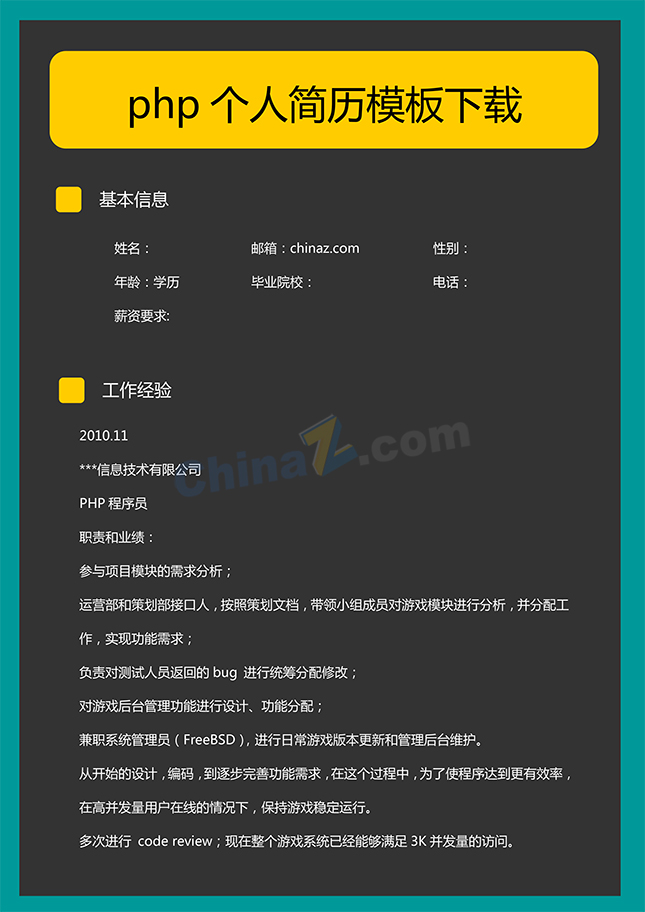 php 个人简历模板下载
基本信息
姓名： 邮箱：chinaz.com 性别：
年龄：学历 毕业院校： 电话：
薪资要求:
工作经验
2010.11
ChinaZ.com
***信息技术有限公司
PHP 程序员
职责和业绩：
参与项目模块的需求分析；
运营部和策划部接口人，按照策划文档，带领小组成员对游戏模块进行分析，并分配工
作，实现功能需求；
负责对测试人员返回的 bug 进行统筹分配修改；
对游戏后台管理功能进行设计、功能分配；
兼职系统管理员（FreeBSD），进行日常游戏版本更新和管理后台维护。
从开始的设计，编码，到逐步完善功能需求，在这个过程中，为了使程序达到更有效率，
在高并发量用户在线的情况下，保持游戏稳定运行。
多次进行 code review；现在整个游戏系统已经能够满足 3K 并发量的访问。